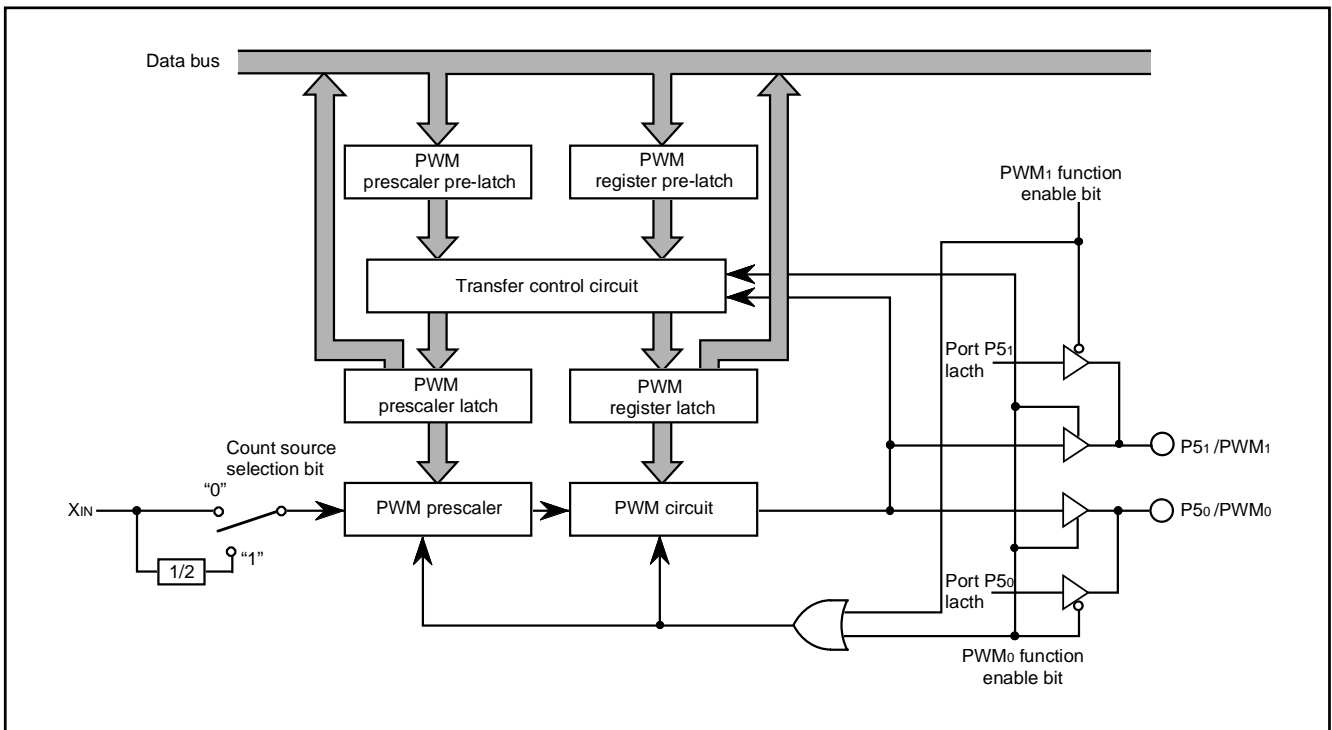 Data bus
PWM
prescaler pre-latch
PWM
register pre-latch
PWM1 function
enable bit
Transfer control circuit
Port P51
lacth
PWM
prescaler latch
PWM
register latch
Count source
selection bit
P51 /PWM1
“0”
XIN
PWM prescaler
PWM circuit
P50 /PWM0
“1”
1/2
Port P50
lacth
PWM0 function
enable bit